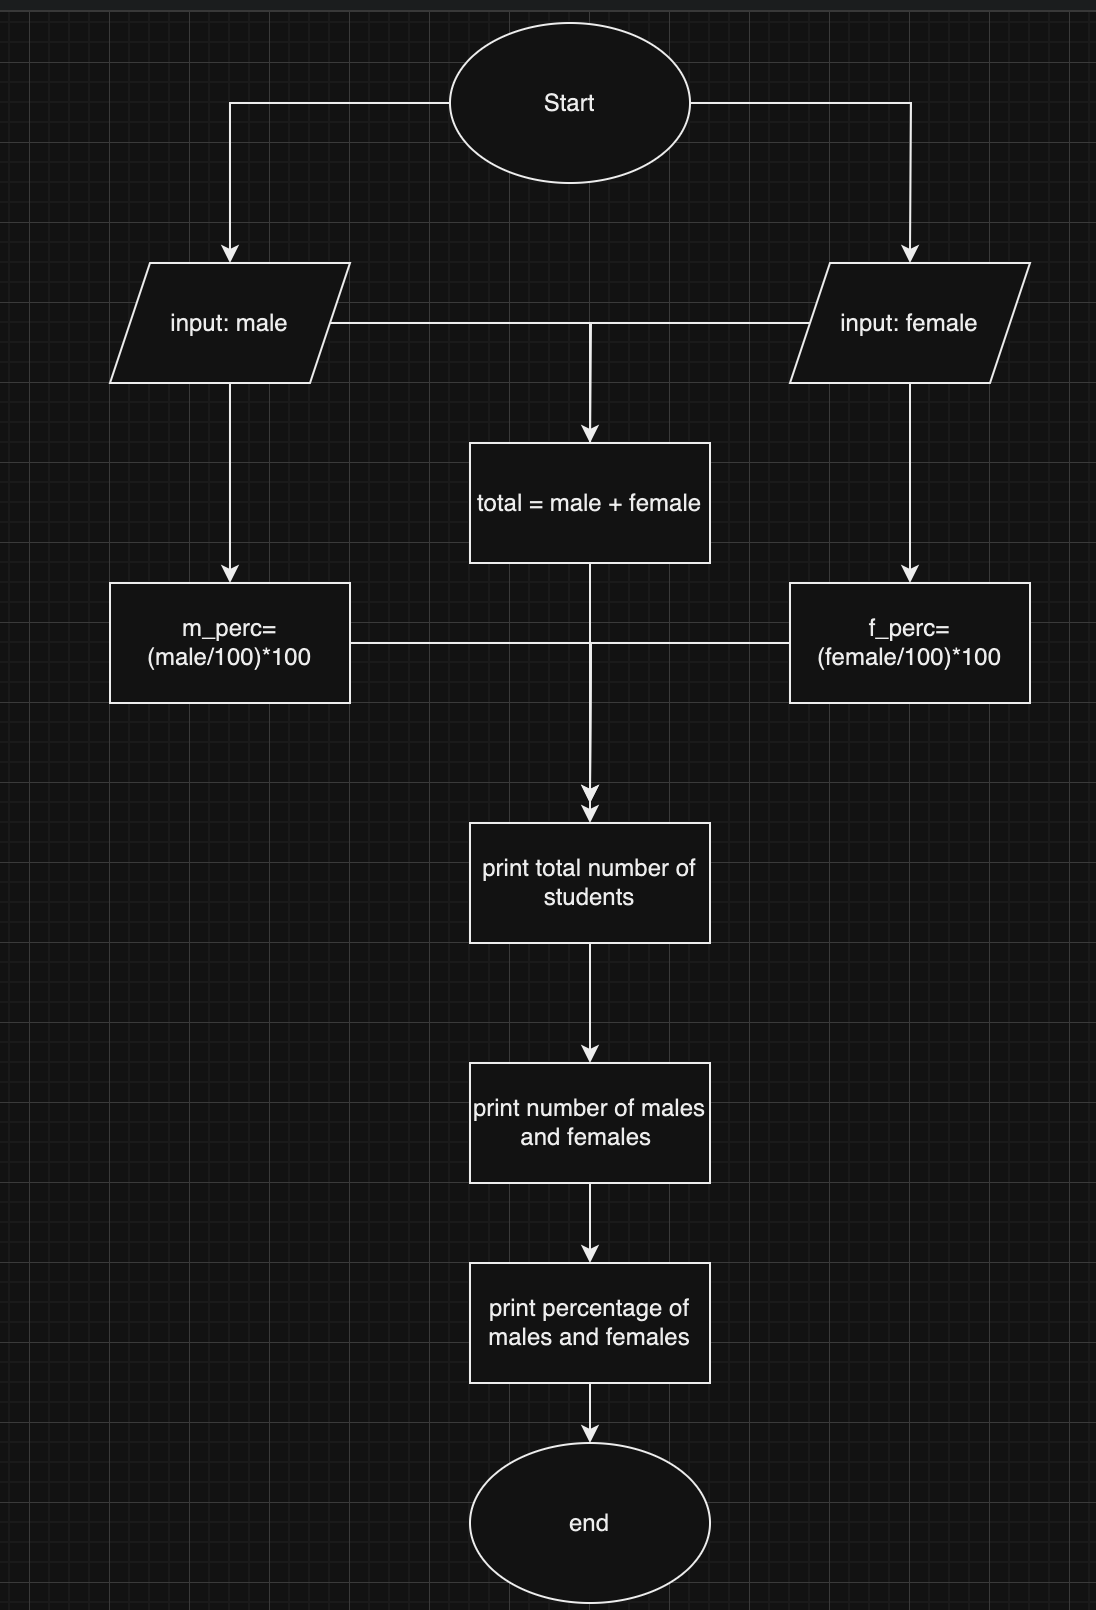 Start
input: male
input: female
total = male + female
m_perc=
(male/100)*100
f_perc=
(female/100)*100
print total number of
students
print number of males
and females
print percentage of
males and females
end